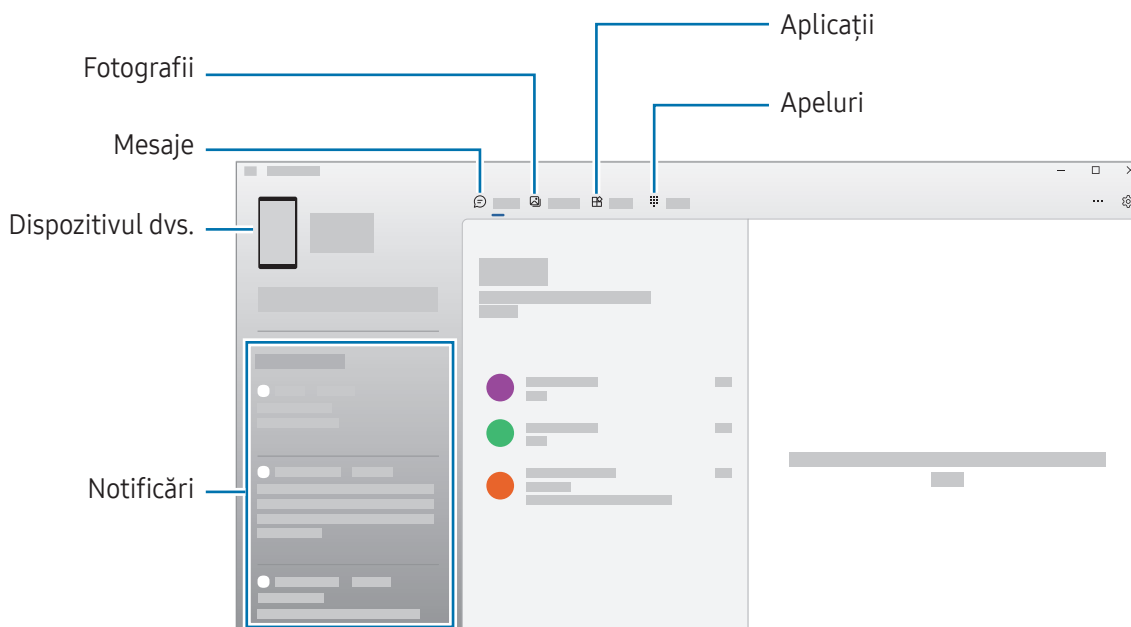 Aplicații
Fotografii
Apeluri
Mesaje
Dispozitivul dvs.
Notificări